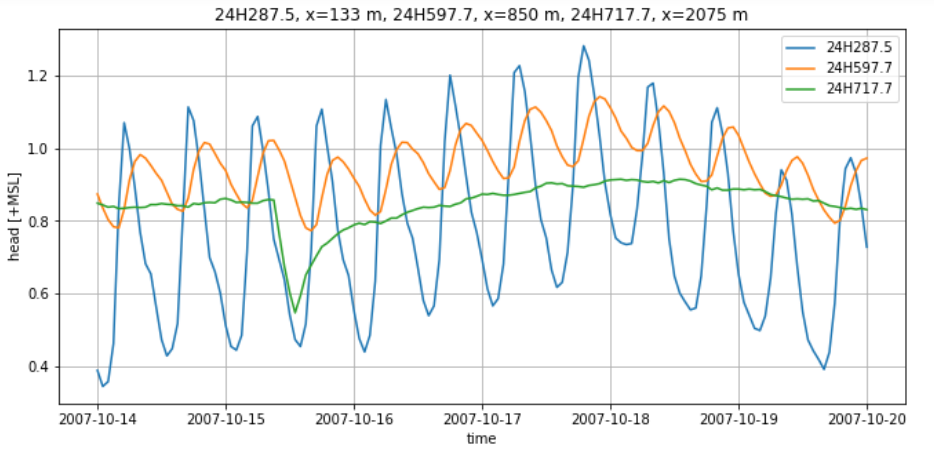 24H287.5, x=133 m, 24H597.7, x=850 m, 24H717.7, x=2075 m
24H287.5
24H597.7
24H717.7
head [+MSL]
1.2
1.0
0.8
0.6
0.4
2007-10-14 2007-10-15 2007-10-16 2007-10-17 2007-10-18 2007-10-19 2007-10-20
time